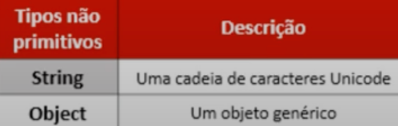 Tipos não
primitivos
Descrição
String
Uma cadeia de caracteres Unicode
Object
Um objeto genérico